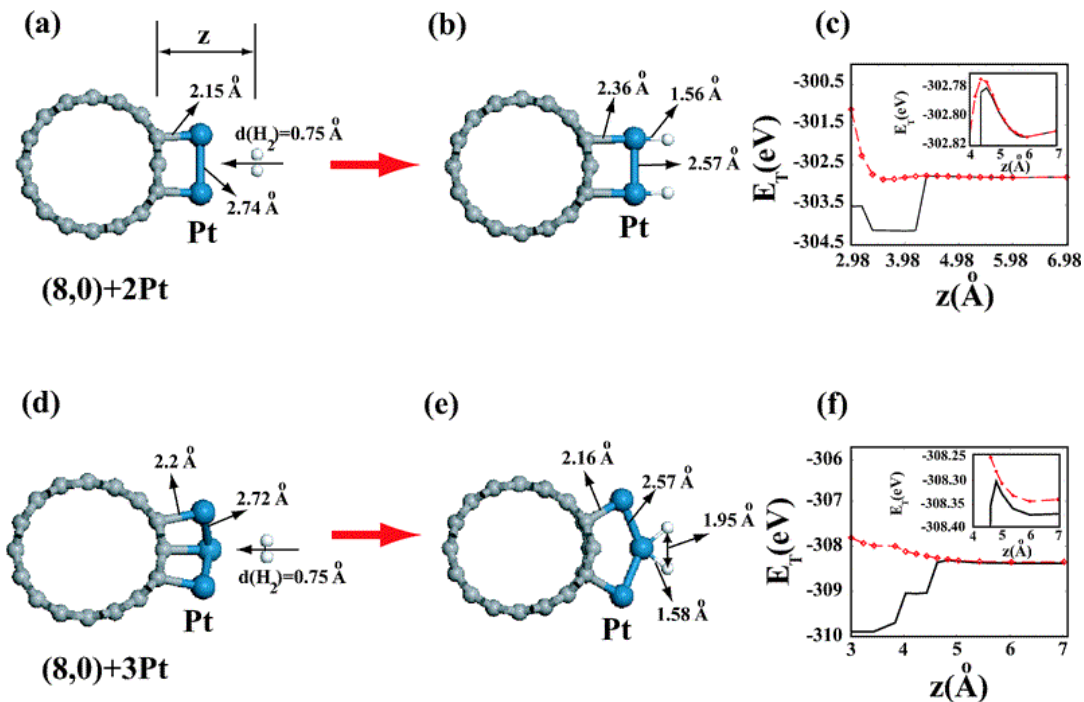 (a)
z
2.15 Å
d(H2)=0.75 Å
2.74 Å
Pt
(8,0)+2Pt
(b)
2.36 Å
1.56 Å
2.57 Å
Pt
(c)
-300.5
-301.5
-302.5
-303.5
-304.5
ET(eV)
2.98 3.98 4.98 5.98 6.98
z(Å)
-302.78
-302.80
-302.82
ET(eV)
4 5 6 7
z(Å)
(d)
2.2 Å
2.72 Å
d(H2)=0.75 Å
Pt
(8,0)+3Pt
(e)
2.16 Å
2.57 Å
1.95 Å
1.58 Å
Pt
(f)
-306
-307
-308
-309
-310
ET(eV)
3 4 5 6 7
z(Å)
-308.25
-308.30
-308.35
-308.40
ET(eV)
4 5 6 7
z(Å)